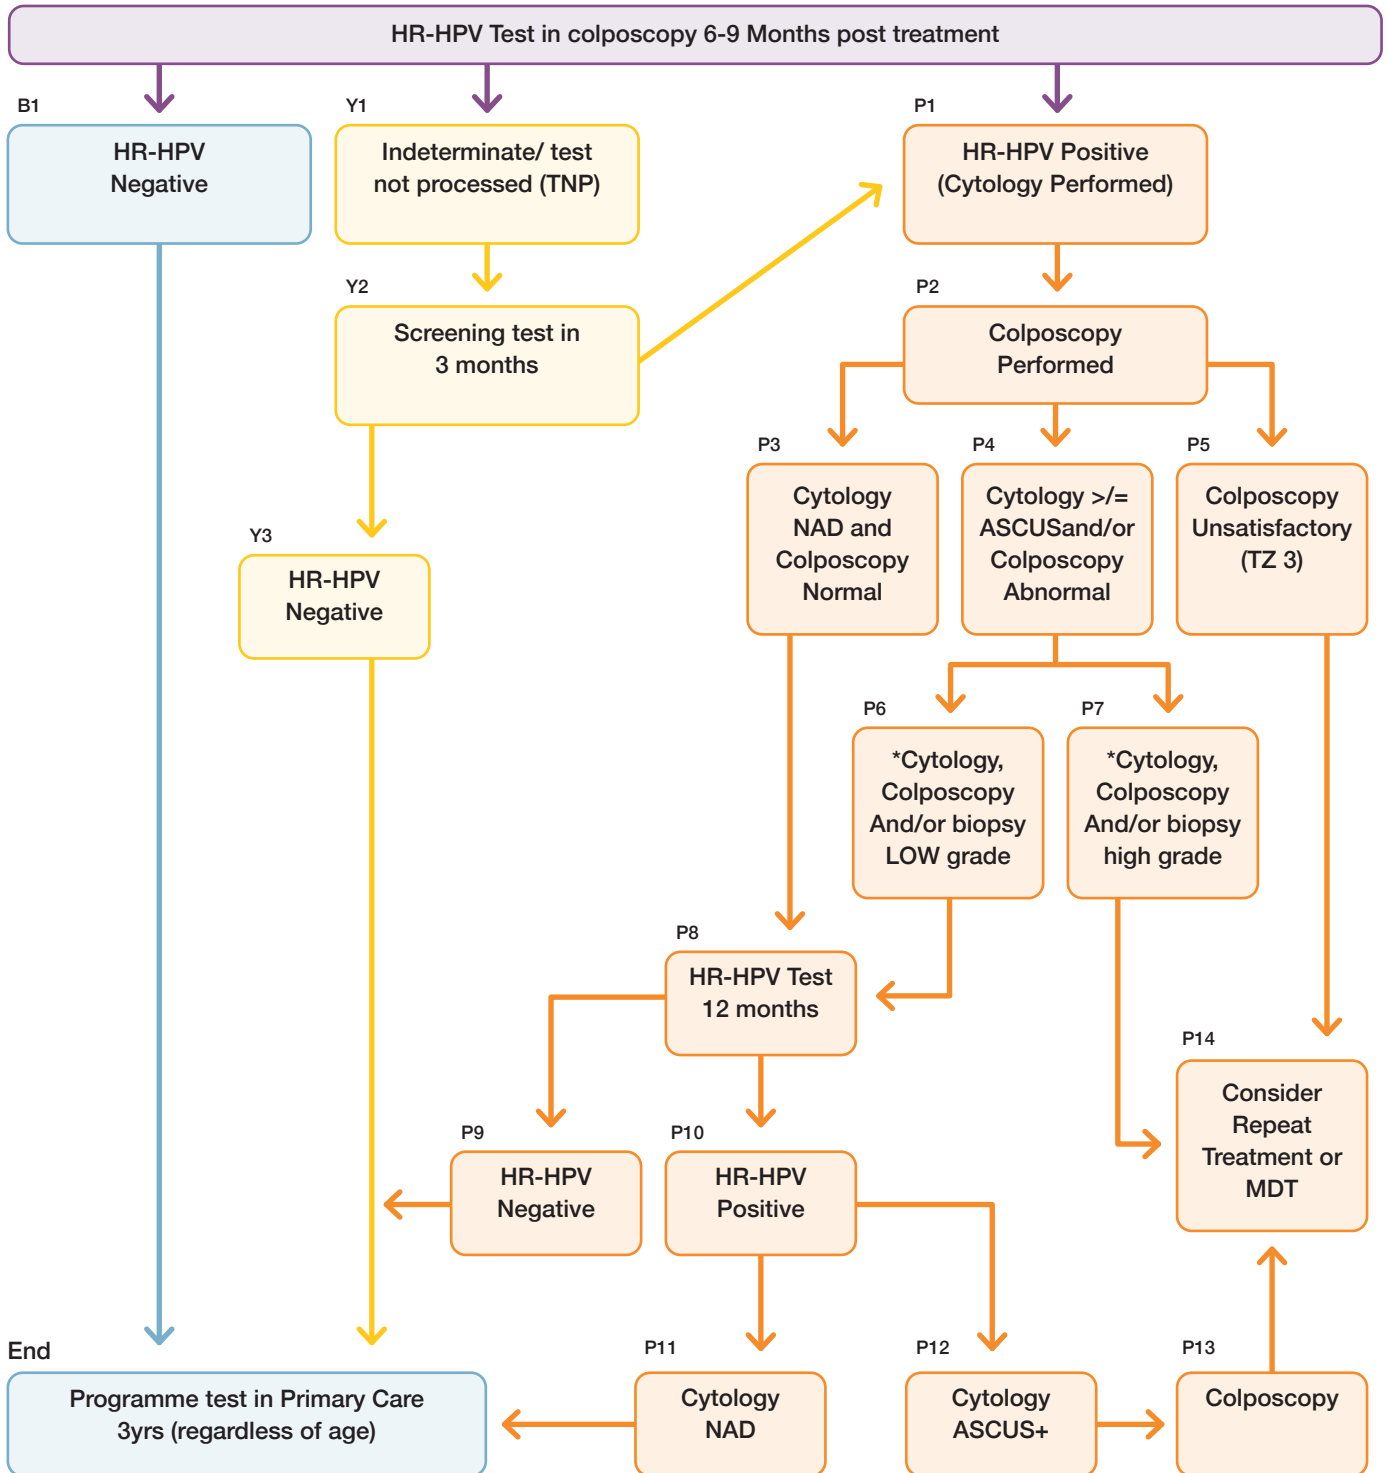 HR-HPV Test in colposcopy 6-9 Months post treatment
B1
HR-HPV
Negative
Y1
Indeterminate/ test
not processed (TNP)
P1
HR-HPV Positive
(Cytology Performed)
Y2
Screening test in
3 months
P2
Colposcopy
Performed
P3
Cytology
NAD and
Colposcopy
Normal
P4
Cytology >/=
ASCUSand/or
Colposcopy
Abnormal
P5
Colposcopy
Unsatisfactory
(TZ 3)
Y3
HR-HPV
Negative
P6
*Cytology,
Colposcopy
And/or biopsy
LOW grade
P7
*Cytology,
Colposcopy
And/or biopsy
high grade
P8
HR-HPV Test
12 months
P14
Consider
Repeat
Treatment or
MDT
P9
HR-HPV
Negative
P10
HR-HPV
Positive
End
Programme test in Primary Care
3yrs (regardless of age)
P11
Cytology
NAD
P12
Cytology
ASCUS+
P13
Colposcopy